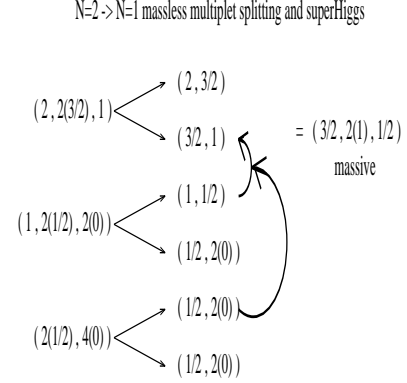 N=2 -> N=1 massless multiplet splitting and superHiggs
( 2 , 3/2)
( 2 , 2(3/2) , 1 )
( 3/2 , 1 )
= ( 3/2 , 2(1) , 1/2 )
massive
( 1 , 1/2 )
( 1 , 2(1/2) , 2(0) )
( 1/2 , 2(0) )
( 1/2 , 2(0) )
( 2(1/2) , 4(0) )
( 1/2 , 2(0) )